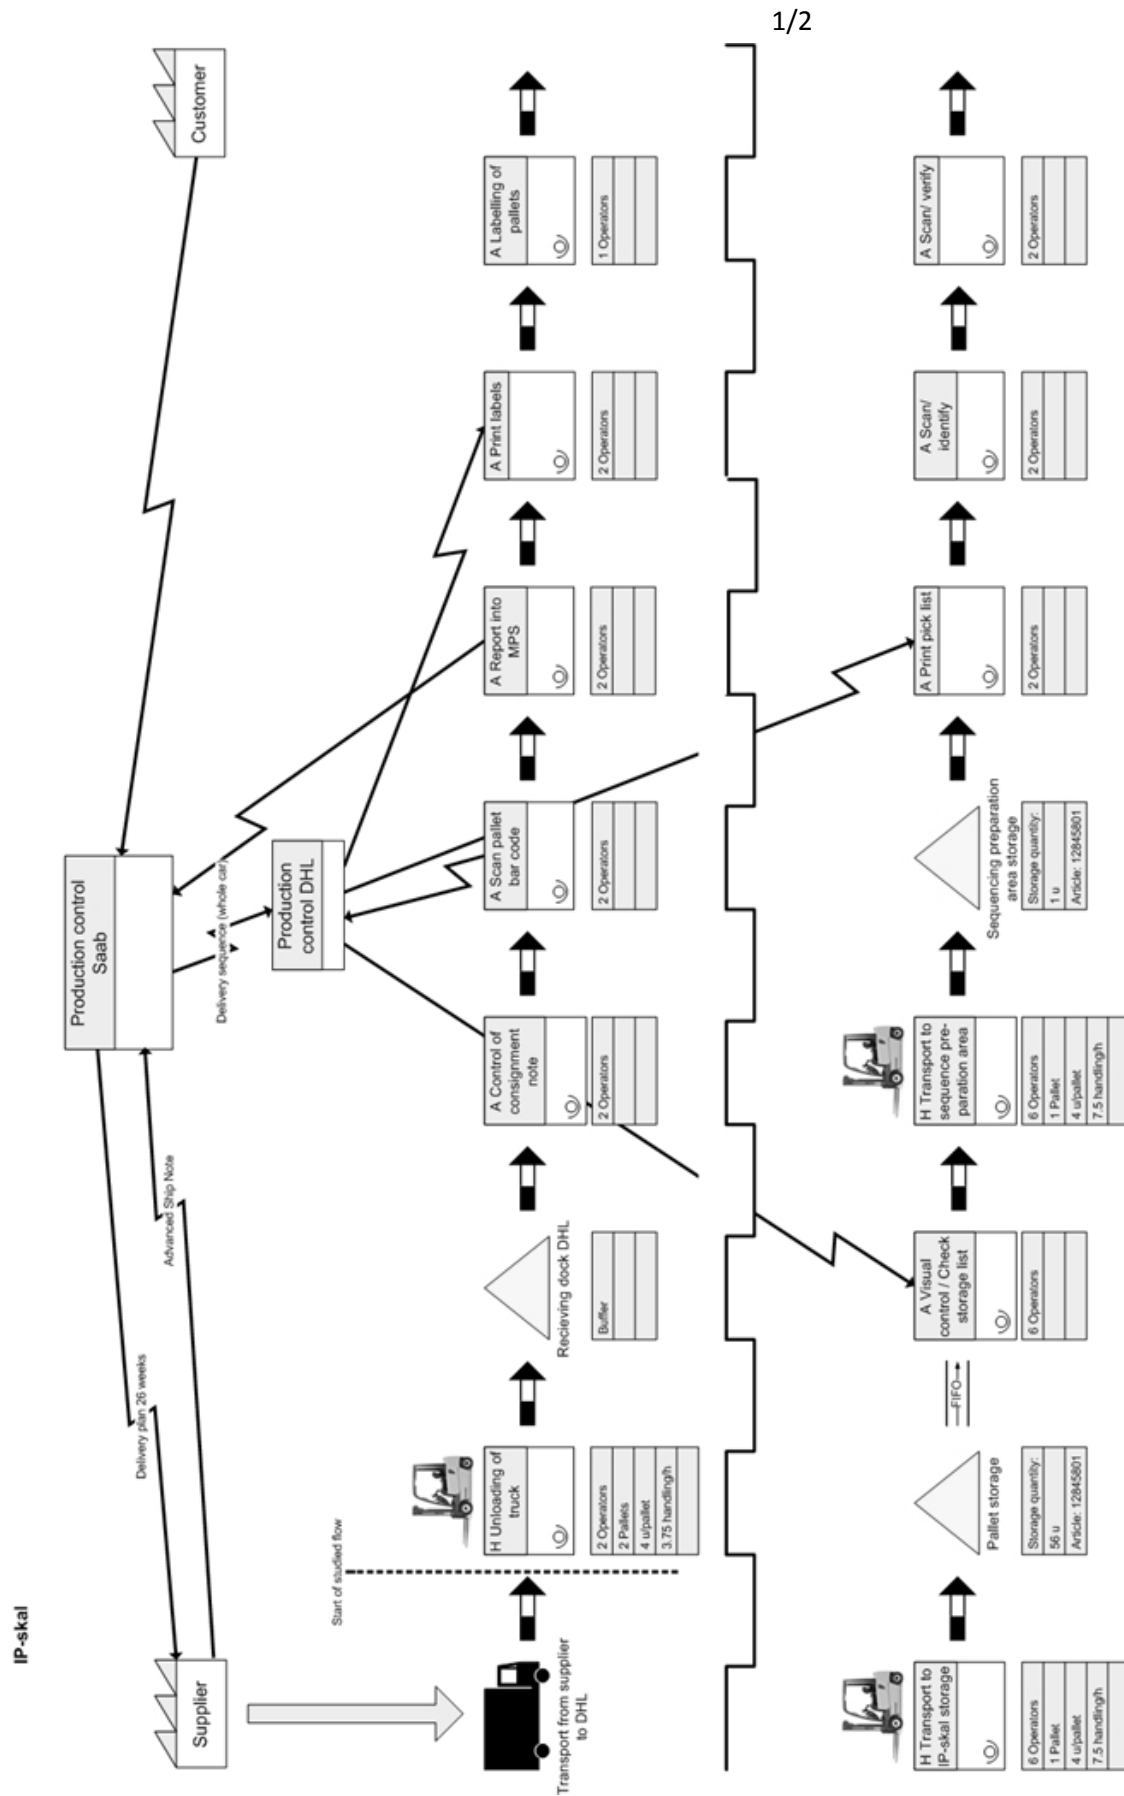 1/2
IP-skal
Supplier
Delivery plan 26 weeks
Advanced Ship Note
Production control
Saab
Customer
Delivery sequence (whole car)
Production
control DHL
Start of studied flow
Transport from supplier
to DHL
H Unloading of
truck
2 Operators
2 Pallets
4 u/pallet
3.75 handling/h
Recieving dock DHL
Buffer
A Control of
consignment
note
2 Operators
A Scan pallet
bar code
2 Operators
A Report into
MPS
2 Operators
A Print labels
2 Operators
A Labelling of
pallets
1 Operators
H Transport to
IP-skal storage
6 Operators
1 Pallet
4 u/pallet
7.5 handling/h
Pallet storage
Storage quantity:
56 u
Article: 12845801
FIFO
A Visual
control / Check
storage list
6 Operators
H Transport to
sequence pre-
paration area
6 Operators
1 Pallet
4 u/pallet
7.5 handling/h
Sequencing preparation
area storage
Storage quantity:
1 u
Article: 12845801
A Print pick list
2 Operators
A Scan/
identify
2 Operators
A Scan/ verify
2 Operators